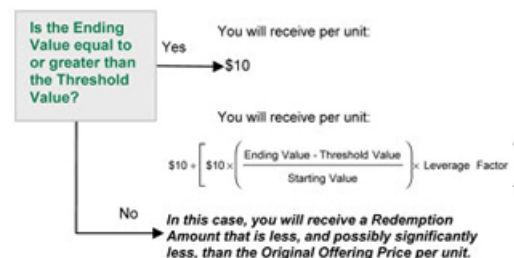 Is the Ending
Value equal to
or greater than
the Threshold
Value?
Yes
You will receive per unit:
$10
You will receive per unit:
$10 + [ $10 × ( Ending Value - Threshold Value / Starting Value ) × Leverage Factor
No
In this case, you will receive a Redemption
Amount that is less, and possibly significantly
less, than the Original Offering Price per unit.